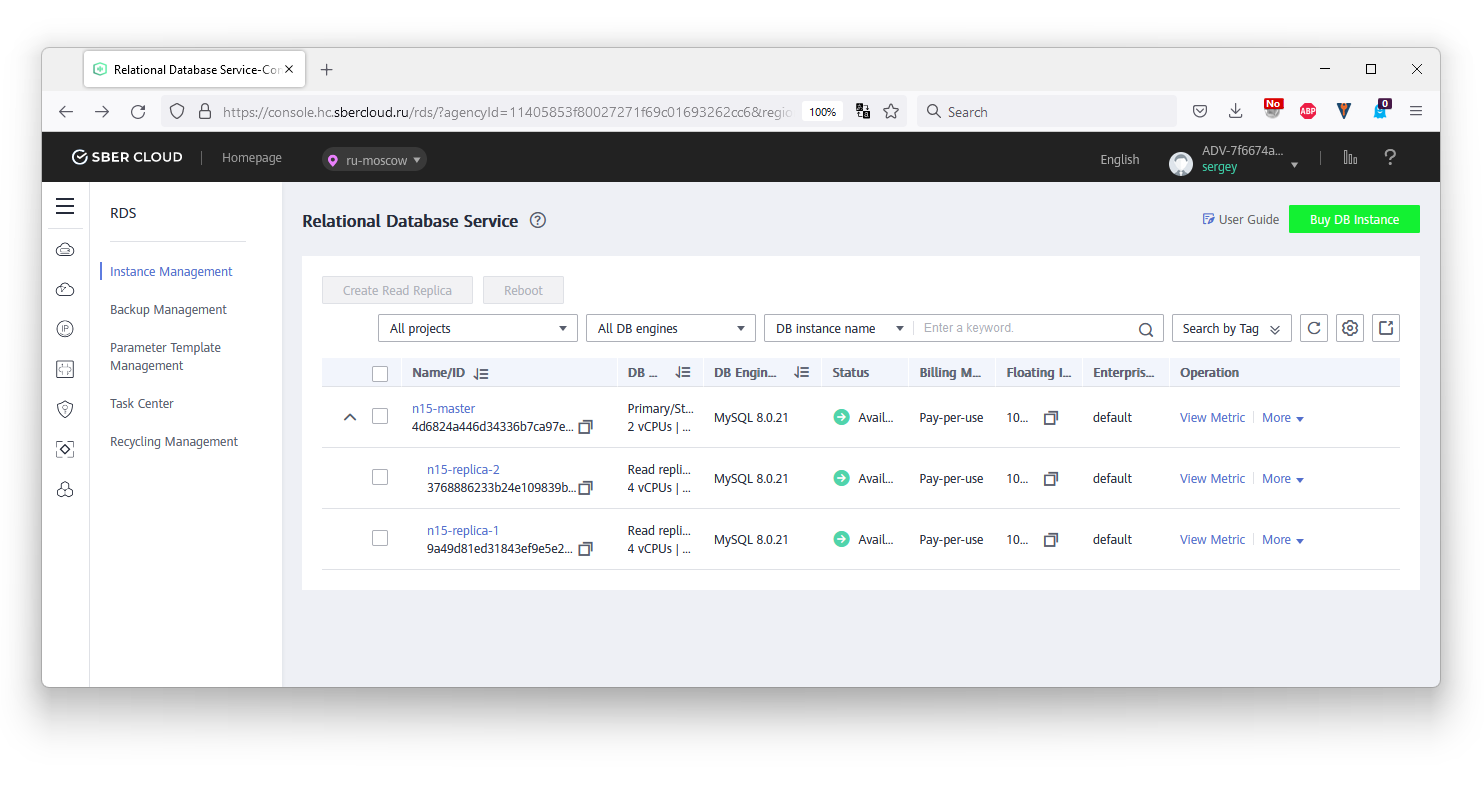 Relational Database Service-Cor
https://console.hc.sbercloud.ru/rds/?agencyId=11405853f80027271f69c01693262cc6&regio
100%
Search
No
ABP
0
SBER CLOUD
Homepage
ru-moscow
English
ADV-7f6674a...
sergey
?
RDS
Instance Management
Backup Management
Parameter Template
Management
Task Center
Recycling Management
Relational Database Service ?
User Guide
Buy DB Instance
Create Read Replica
Reboot
All projects
All DB engines
DB instance name
Enter a keyword.
Search by Tag
Name/ID
DB ...
DB Engin...
Status
Billing M...
Floating I...
Enterpris...
Operation
n15-master
4d6824a446d34336b7ca97e...
Primary/St...
2 vCPUs | ...
MySQL 8.0.21
Avail...
Pay-per-use
10...
default
View Metric
More
n15-replica-2
3768886233b24e109839b...
Read repli...
4 vCPUs | ...
MySQL 8.0.21
Avail...
Pay-per-use
10...
default
View Metric
More
n15-replica-1
9a49d81ed31843ef9e5e2...
Read repli...
4 vCPUs | ...
MySQL 8.0.21
Avail...
Pay-per-use
10...
default
View Metric
More
IP